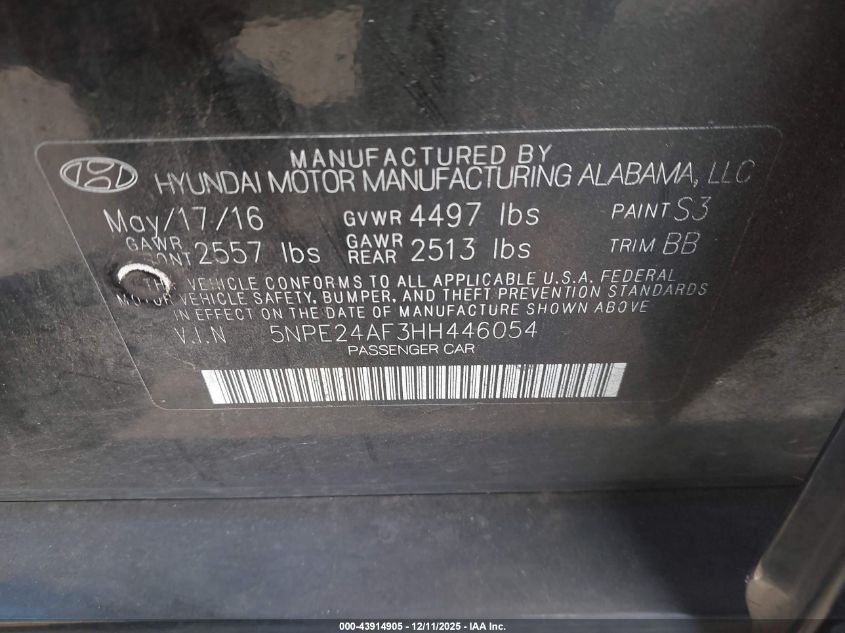 MANUFACTURED BY
HYUNDAI MOTOR MANUFACTURING ALABAMA, LLC
May/17/16 GVWR 4497 lbs PAINT S3
GAWR 2557 lbs GAWR REAR 2513 lbs TRIM BB
VEHICLE CONFORMS TO ALL APPLICABLE U.S.A. FEDERAL
MOTOR VEHICLE SAFETY, BUMPER, AND THEFT PREVENTION STANDARDS
IN EFFECT ON THE DATE OF MANUFACTURE SHOWN ABOVE.
V.I.N 5NPE24AF3HH446054
PASSENGER CAR
000-43914905 - 12/11/2025 - IAA Inc.